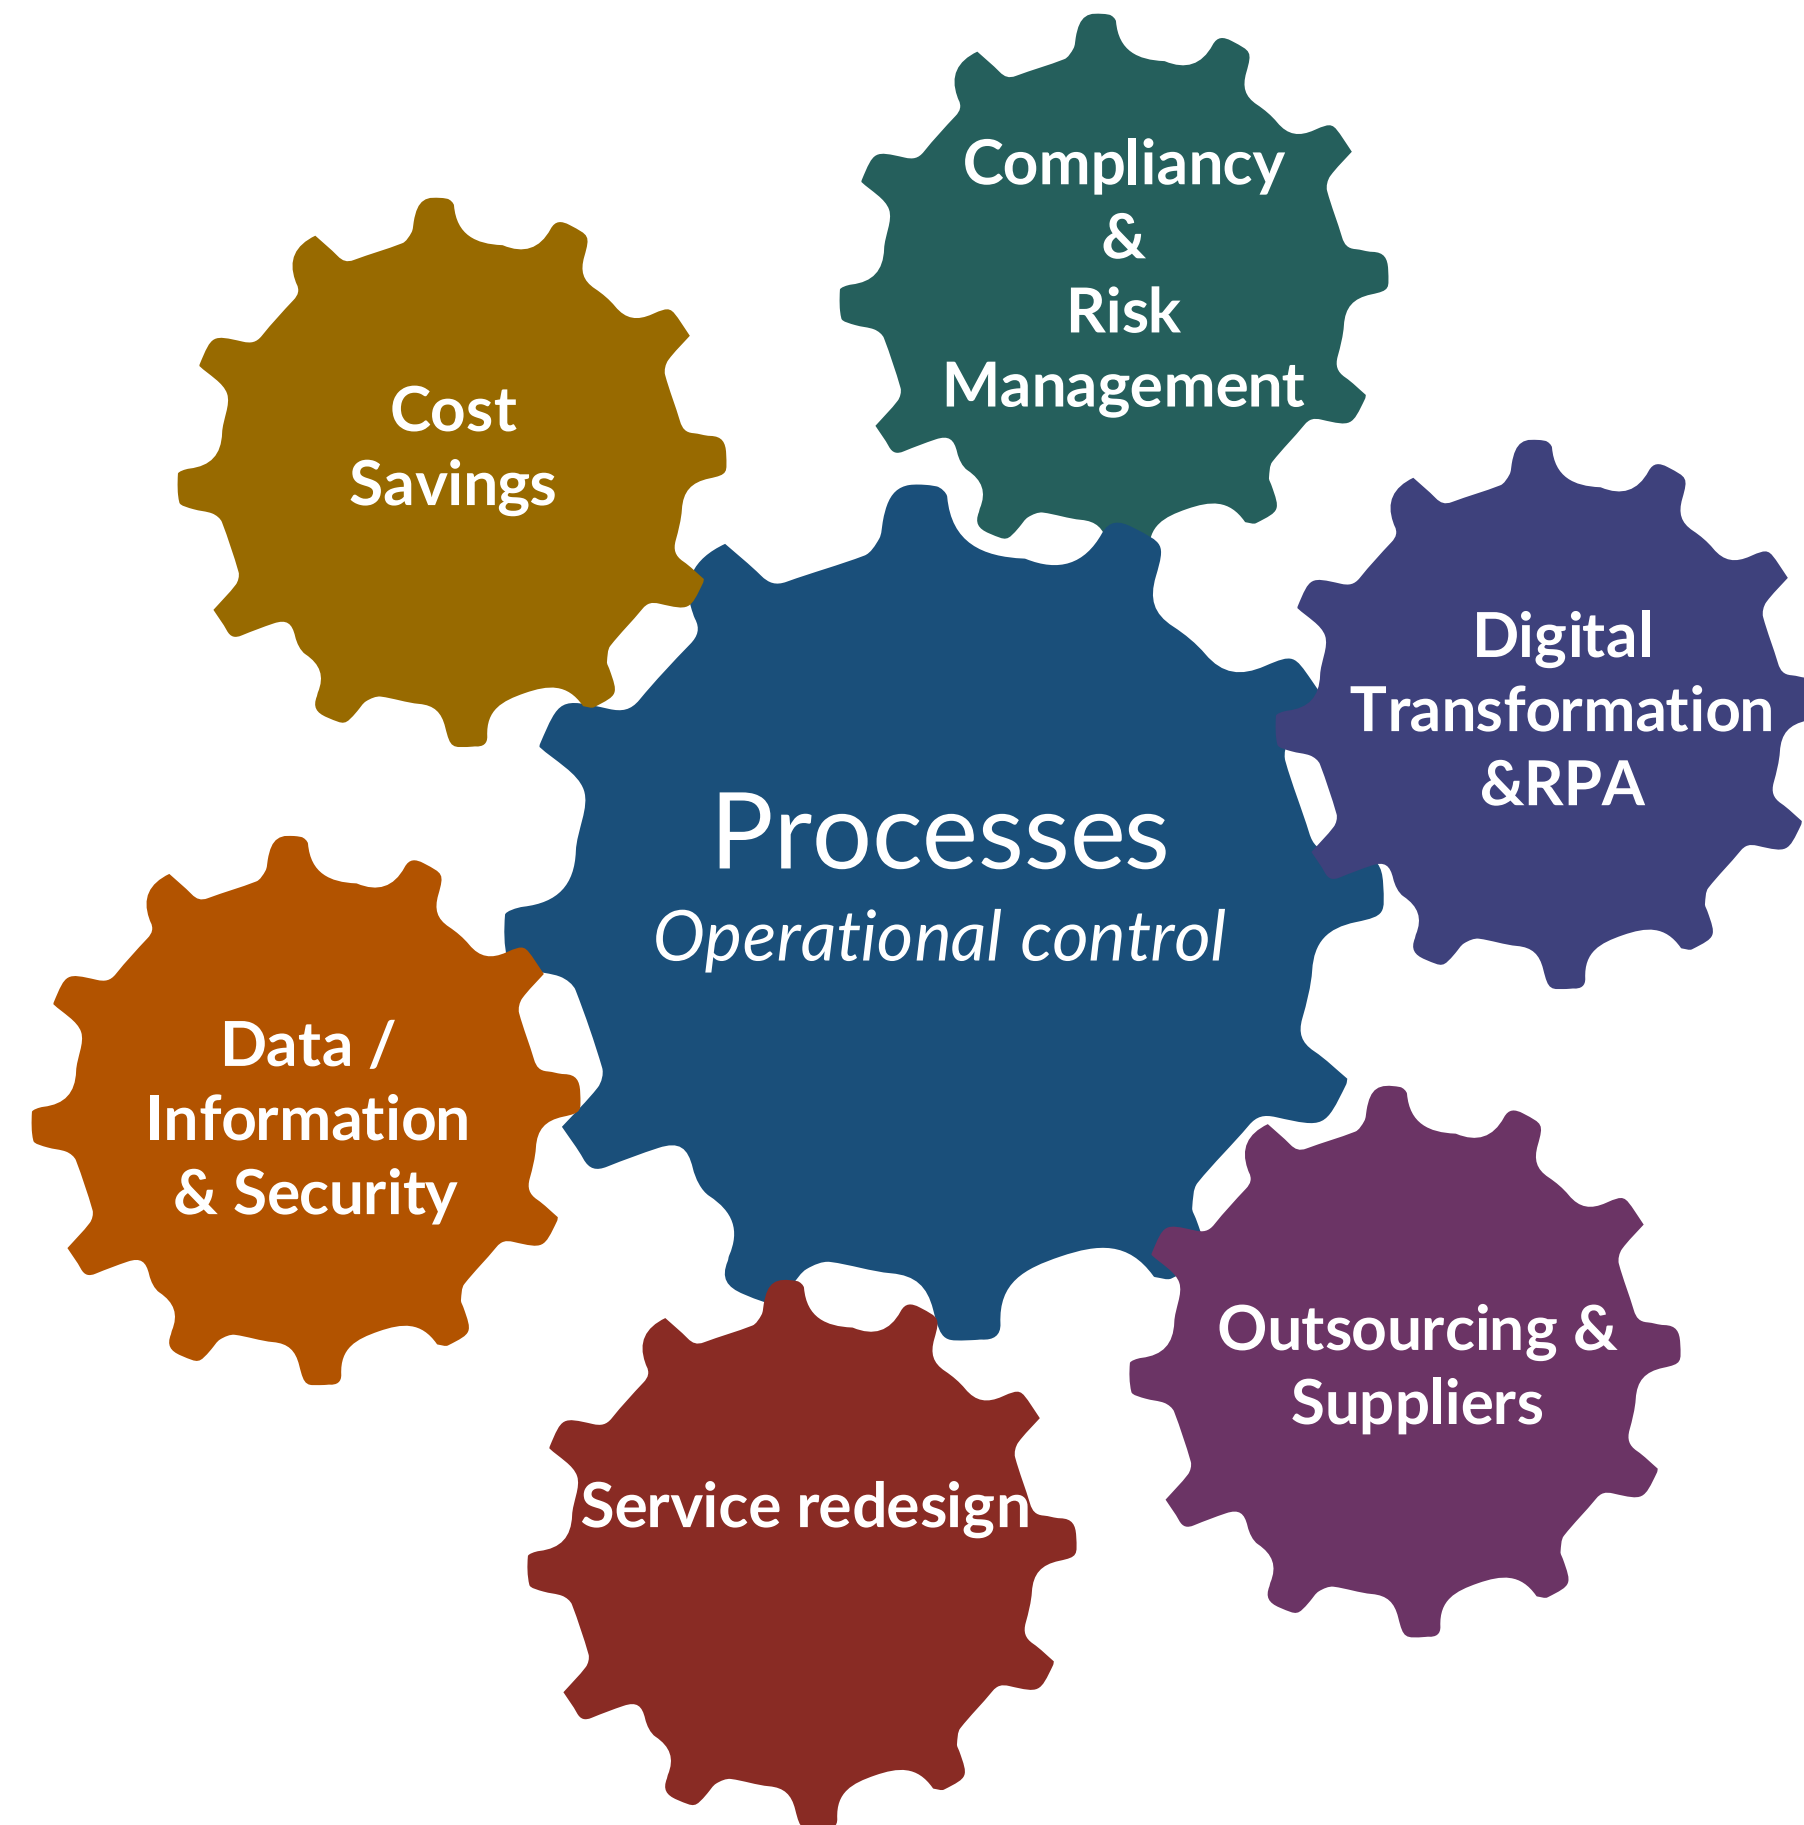 Compliancy
&
Risk
Management
Cost
Savings
Digital
Transformation
&RPA
Processes
Operational control
Data /
Information
& Security
Outsourcing &
Suppliers
Service redesign